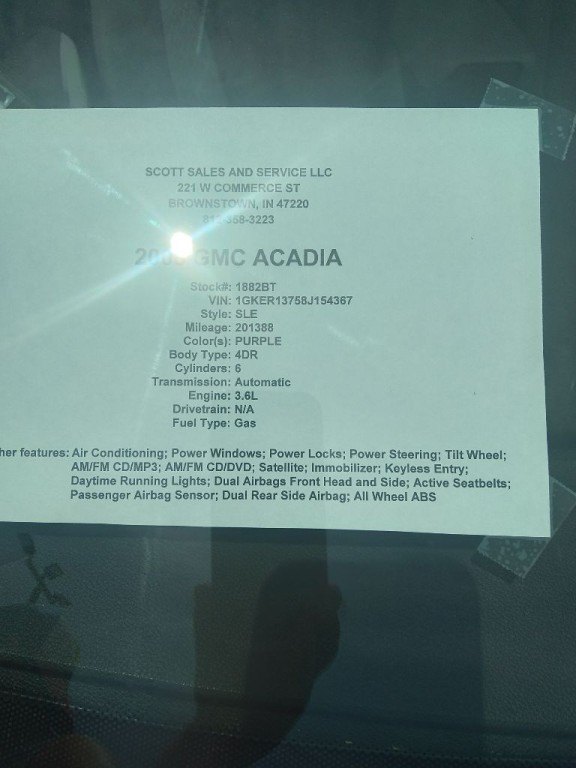 SCOTT SALES AND SERVICE LLC
221 W COMMERCE ST
BROWNSTOWN, IN 47220
GMC ACADIA
Stock#: 1882BT
VIN: 1GKER13758J154367
Style: SLE
Mileage: 201388
Color(s): PURPLE
Body Type: 4DR
Cylinders: 6
Transmission: Automatic
Engine: 3.6L
Drivetrain: N/A
Fuel Type: Gas
her features: Air Conditioning; Power Windows; Power Locks; Power Steering; Tilt Wheel;
AM/FM CD/MP3; AM/FM CD/DVD; Satellite; Immobilizer; Keyless Entry;
Daytime Running Lights; Dual Airbags Front Head and Side; Active Seatbelts;
Passenger Airbag Sensor; Dual Rear Side Airbag; All Wheel ABS